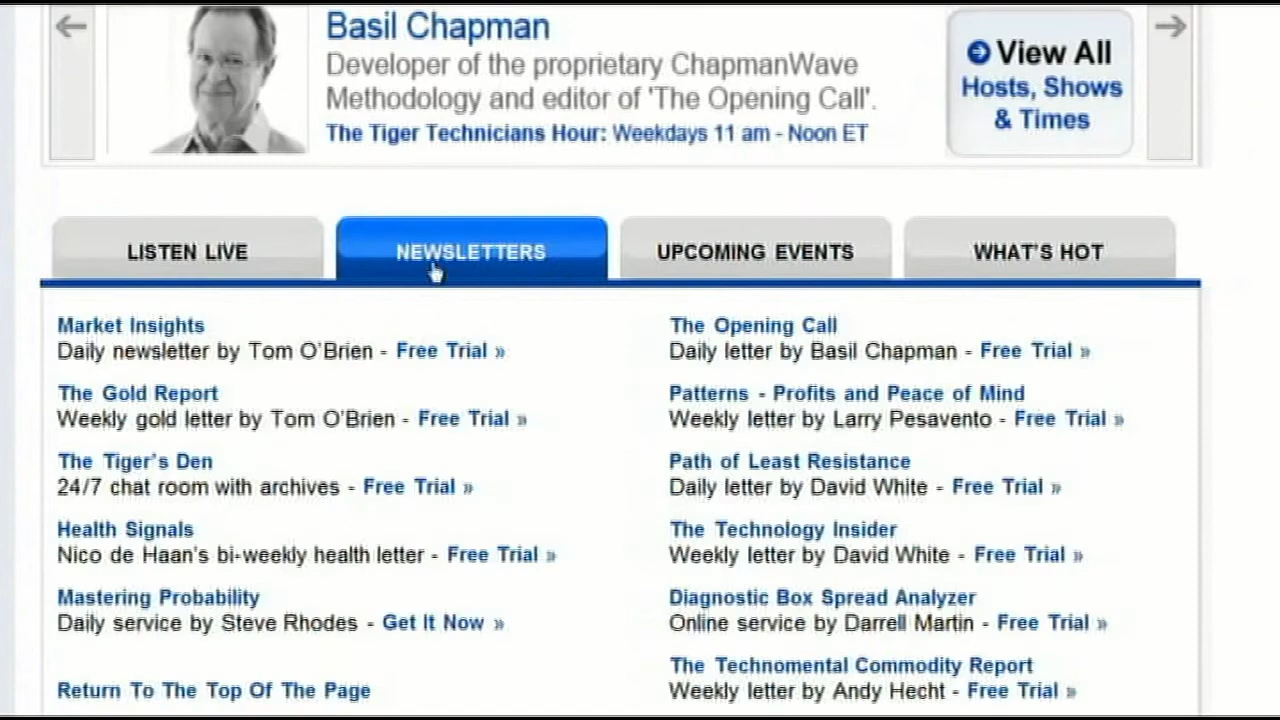 Basil Chapman
Developer of the proprietary ChapmanWave
Methodology and editor of 'The Opening Call'.
The Tiger Technicians Hour: Weekdays 11 am - Noon ET
View All
Hosts, Shows
& Times
LISTEN LIVE
NEWSLETTERS
UPCOMING EVENTS
WHAT'S HOT
Market Insights
Daily newsletter by Tom O'Brien - Free Trial »
The Gold Report
Weekly gold letter by Tom O'Brien - Free Trial »
The Tiger's Den
24/7 chat room with archives - Free Trial »
Health Signals
Nico de Haan's bi-weekly health letter - Free Trial »
Mastering Probability
Daily service by Steve Rhodes - Get It Now »
Return To The Top Of The Page
The Opening Call
Daily letter by Basil Chapman - Free Trial »
Patterns - Profits and Peace of Mind
Weekly letter by Larry Pesavento - Free Trial »
Path of Least Resistance
Daily letter by David White - Free Trial »
The Technology Insider
Weekly letter by David White - Free Trial »
Diagnostic Box Spread Analyzer
Online service by Darrell Martin - Free Trial »
The Technomental Commodity Report
Weekly letter by Andy Hecht - Free Trial »